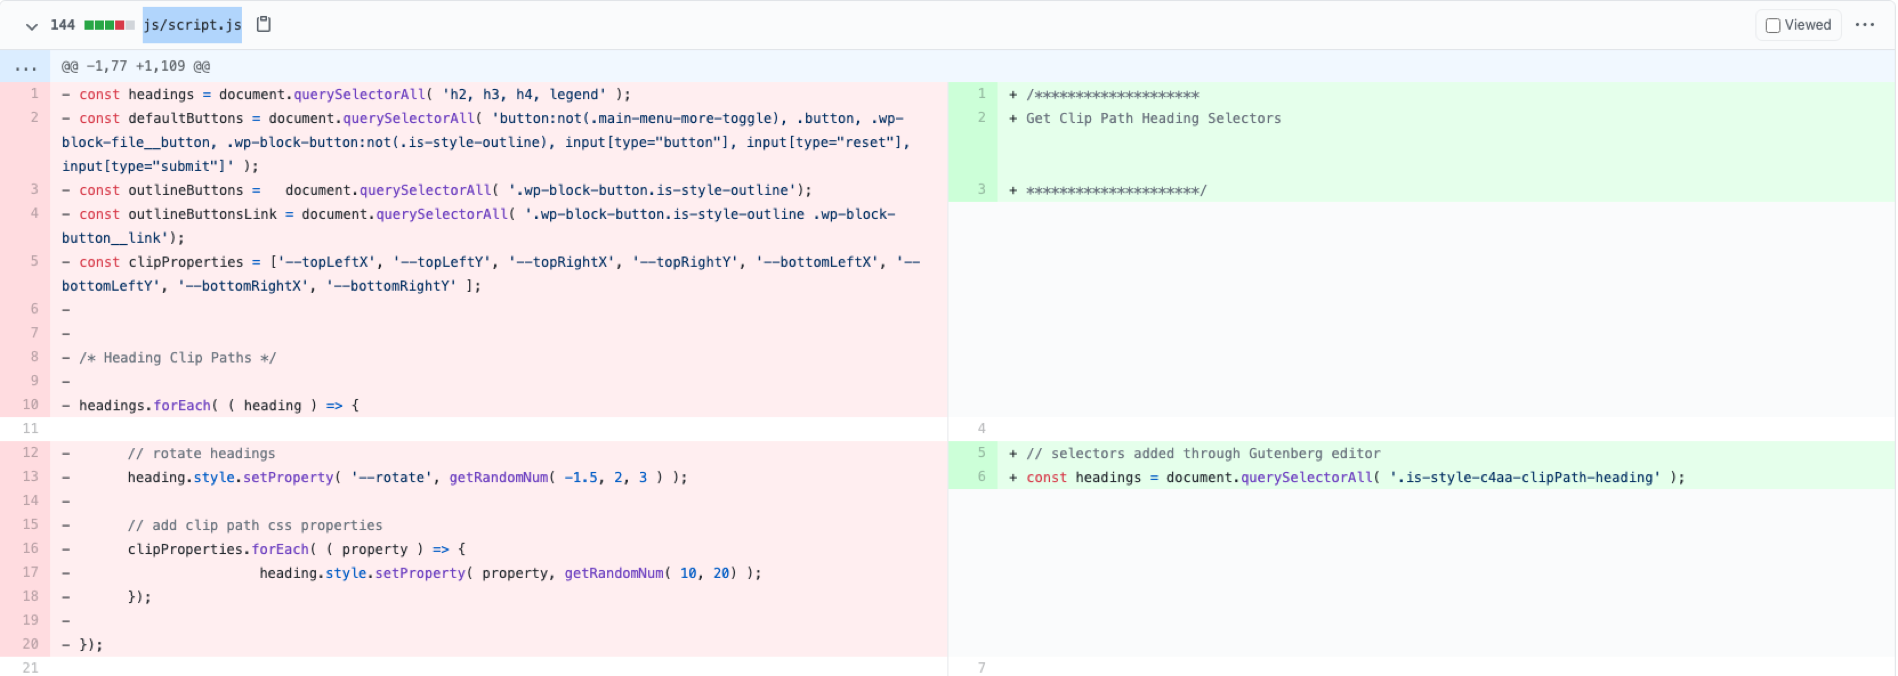 144 js/script.js Viewed ...
... @@ -1,77 +1,109 @@
1 - const headings = document.querySelectorAll( 'h2, h3, h4, legend' );
2 - const defaultButtons = document.querySelectorAll( 'button:not(.main-menu-more-toggle), .button, .wp-
block-file__button, .wp-block-button:not(.is-style-outline), input[type="button"], input[type="reset"],
input[type="submit"]' );
3 - const outlineButtons =   document.querySelectorAll( '.wp-block-button.is-style-outline');
4 - const outlineButtonsLink = document.querySelectorAll( '.wp-block-button.is-style-outline .wp-block-
button__link');
5 - const clipProperties = ['--topLeftX', '--topLeftY', '--topRightX', '--topRightY', '--bottomLeftX', '--
bottomLeftY', '--bottomRightX', '--bottomRightY' ];
6 -
7 -
8 - /* Heading Clip Paths */
9 -
10 - headings.forEach( ( heading ) => {
11
12 - // rotate headings
13 - heading.style.setProperty( '--rotate', getRandomNum( -1.5, 2, 3 ) );
14 -
15 - // add clip path css properties
16 - clipProperties.forEach( ( property ) => {
17 - heading.style.setProperty( property, getRandomNum( 10, 20) );
18 - });
19 -
20 - });
21
1 + /********************
2 + Get Clip Path Heading Selectors
3 + *********************/
4
5 + // selectors added through Gutenberg editor
6 + const headings = document.querySelectorAll( '.is-style-c4aa-clipPath-heading' );
7